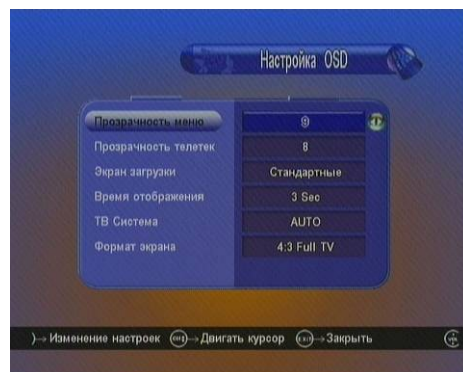 Настройка OSD
Прозрачность меню 9
Прозрачность телетек 8
Экран загрузки Стандартные
Время отображения 3 Sec
ТВ Система AUTO
Формат экрана 4:3 Full TV
)→Изменение настроек →Двигать курсор EXIT→Закрыть